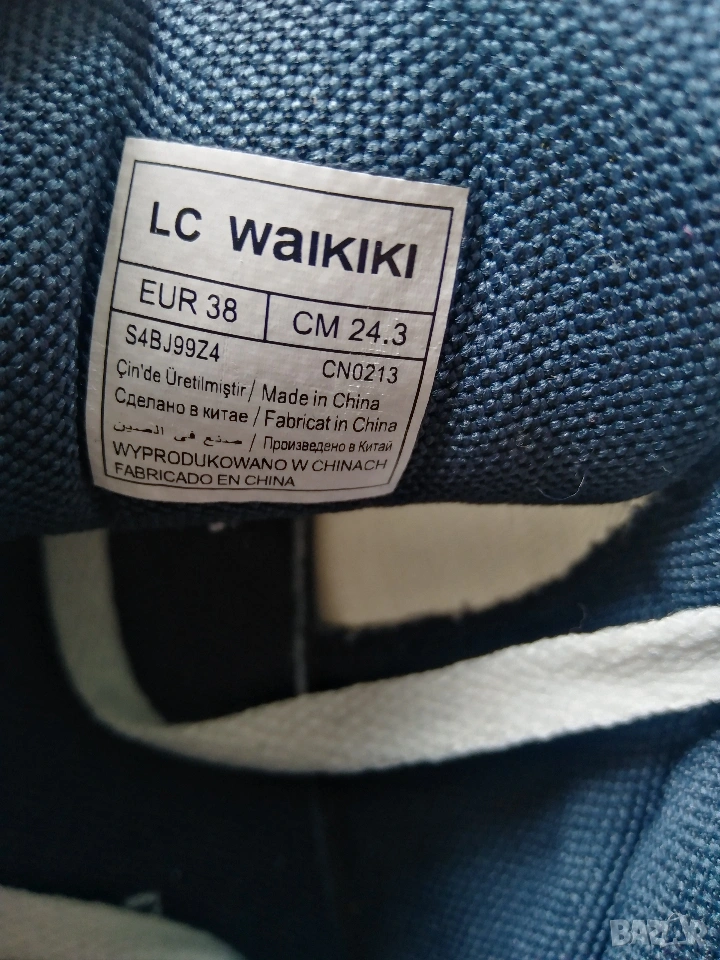 LC WAIKIKI
EUR 38 CM 24.3
S4BJ99Z4 CN0213
Çin'de Üretilmiştir / Made in China
Сделано в китае / Fabricat in China
صنع في الصين / Произведено в Китай
WYPRODUKOWANO W CHINACH
FABRICADO EN CHINA
BAZAR